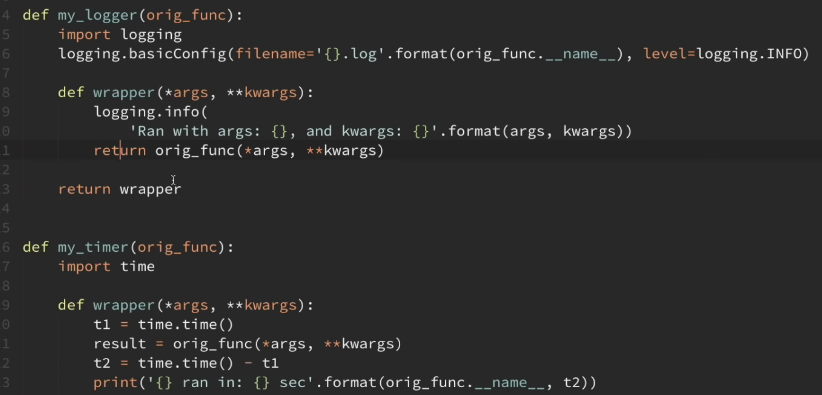 4 def my_logger(orig_func):
5     import logging
6     logging.basicConfig(filename='{}.log'.format(orig_func.__name__), level=logging.INFO)
7
8     def wrapper(*args, **kwargs):
9         logging.info(
0             'Ran with args: {}, and kwargs: {}'.format(args, kwargs))
1         return orig_func(*args, **kwargs)
2
3     return wrapper
4
5
6 def my_timer(orig_func):
7     import time
8
9     def wrapper(*args, **kwargs):
0         t1 = time.time()
1         result = orig_func(*args, **kwargs)
2         t2 = time.time() - t1
3         print('{} ran in: {} sec'.format(orig_func.__name__, t2))